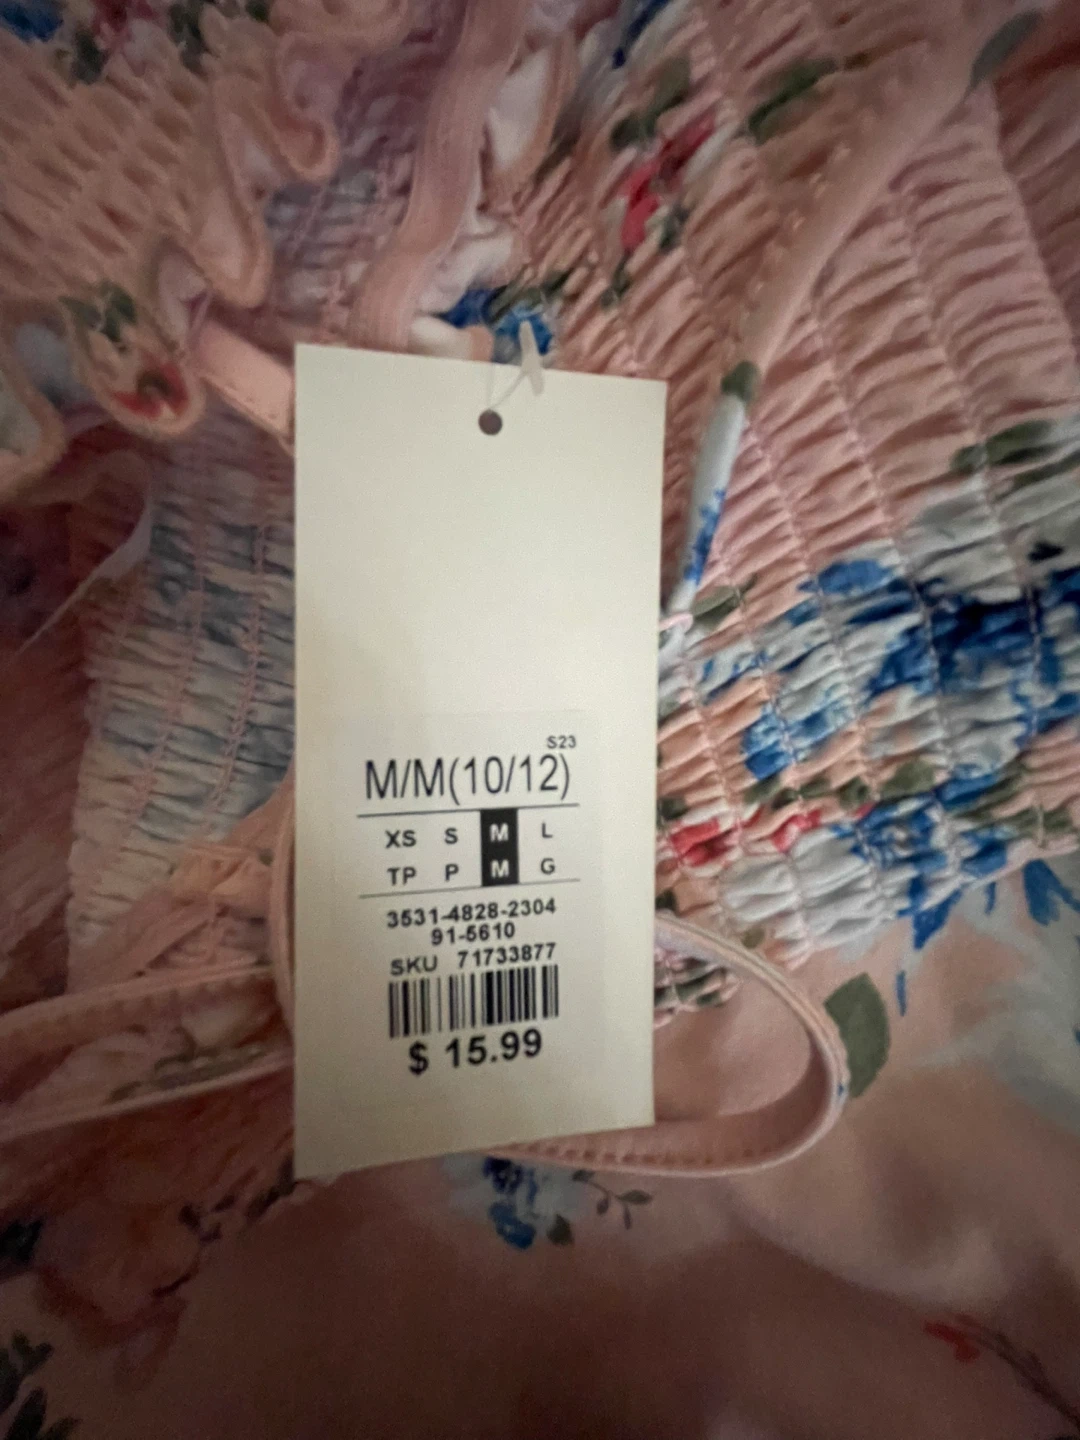 S23
M/M(10/12)
XS S M L
TP P M G
3531-4828-2304
91-5610
SKU 71733877
$ 15.99